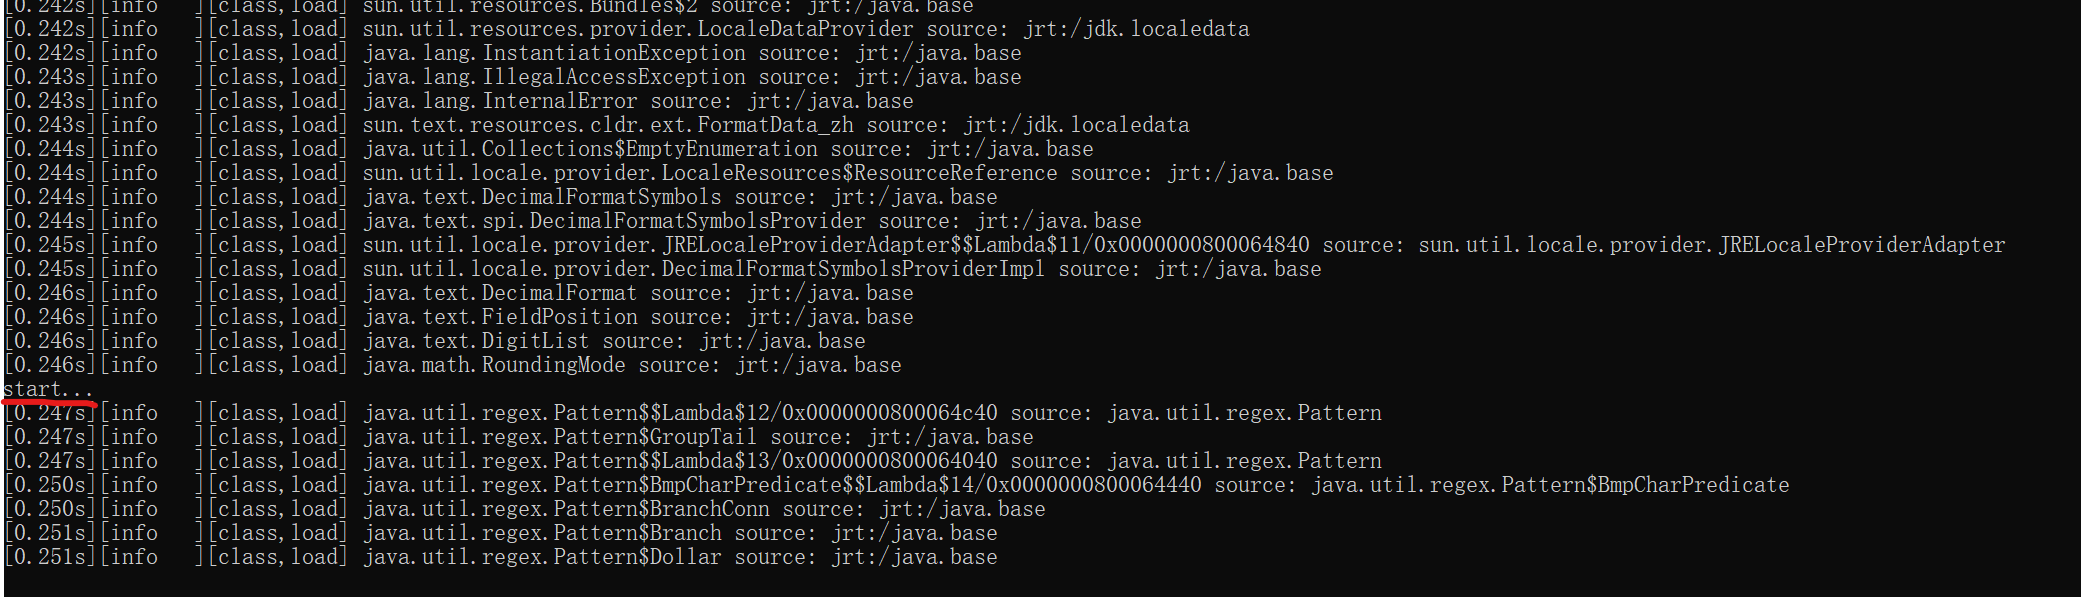 [0.242s][info   ][class,load] sun.util.resources.Bundles$2 source: jrt:/java.base
[0.242s][info   ][class,load] sun.util.resources.provider.LocaleDataProvider source: jrt:/jdk.localedata
[0.242s][info   ][class,load] java.lang.InstantiationException source: jrt:/java.base
[0.243s][info   ][class,load] java.lang.IllegalAccessException source: jrt:/java.base
[0.243s][info   ][class,load] java.lang.InternalError source: jrt:/java.base
[0.243s][info   ][class,load] sun.text.resources.cldr.ext.FormatData_zh source: jrt:/jdk.localedata
[0.244s][info   ][class,load] java.util.Collections$EmptyEnumeration source: jrt:/java.base
[0.244s][info   ][class,load] sun.util.locale.provider.LocaleResources$ResourceReference source: jrt:/java.base
[0.244s][info   ][class,load] java.text.DecimalFormatSymbols source: jrt:/java.base
[0.244s][info   ][class,load] java.text.spi.DecimalFormatSymbolsProvider source: jrt:/java.base
[0.245s][info   ][class,load] sun.util.locale.provider.JRELocaleProviderAdapter$$Lambda$11/0x0000000800064840 source: sun.util.locale.provider.JRELocaleProviderAdapter
[0.245s][info   ][class,load] sun.util.locale.provider.DecimalFormatSymbolsProviderImpl source: jrt:/java.base
[0.246s][info   ][class,load] java.text.DecimalFormat source: jrt:/java.base
[0.246s][info   ][class,load] java.text.FieldPosition source: jrt:/java.base
[0.246s][info   ][class,load] java.text.DigitList source: jrt:/java.base
[0.246s][info   ][class,load] java.math.RoundingMode source: jrt:/java.base
start...
[0.247s][info   ][class,load] java.util.regex.Pattern$$Lambda$12/0x0000000800064c40 source: java.util.regex.Pattern
[0.247s][info   ][class,load] java.util.regex.Pattern$GroupTail source: jrt:/java.base
[0.247s][info   ][class,load] java.util.regex.Pattern$$Lambda$13/0x0000000800064040 source: java.util.regex.Pattern
[0.250s][info   ][class,load] java.util.regex.Pattern$BmpCharPredicate$$Lambda$14/0x0000000800064440 source: java.util.regex.Pattern$BmpCharPredicate
[0.250s][info   ][class,load] java.util.regex.Pattern$BranchConn source: jrt:/java.base
[0.251s][info   ][class,load] java.util.regex.Pattern$Branch source: jrt:/java.base
[0.251s][info   ][class,load] java.util.regex.Pattern$Dollar source: jrt:/java.base